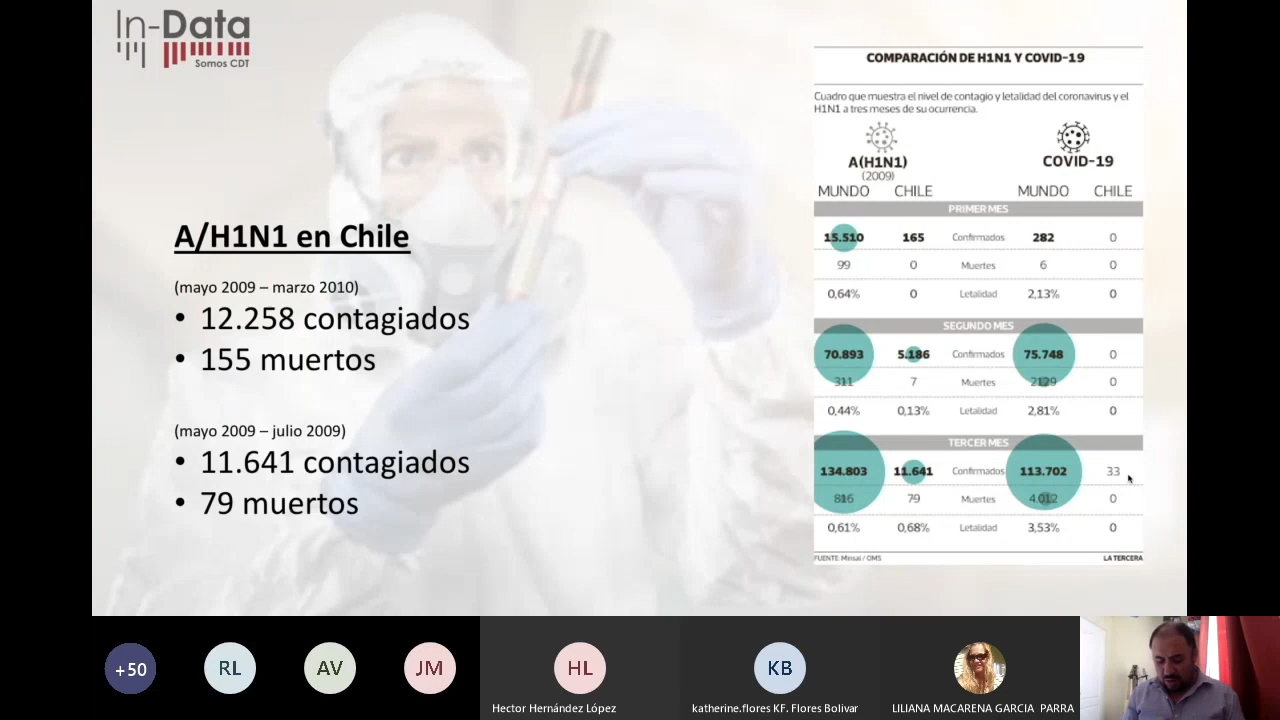 In-Data
Somos CDT
A/H1N1 en Chile
(mayo 2009 – marzo 2010)
• 12.258 contagiados
• 155 muertos
(mayo 2009 – julio 2009)
• 11.641 contagiados
• 79 muertos
COMPARACIÓN DE H1N1 Y COVID-19
Cuadro que muestra el nivel de contagio y letalidad del coronavirus y el
H1N1 a tres meses de su ocurrencia.
A(H1N1) COVID-19
(2009)
MUNDO CHILE MUNDO CHILE
PRIMER MES
15.510 165 Confirmados 282 0
99 0 Muertes 6 0
0,64% 0 Letalidad 2,13% 0
SEGUNDO MES
70.893 5.186 Confirmados 75.748 0
311 7 Muertes 2129 0
0,44% 0,13% Letalidad 2,81% 0
TERCER MES
134.803 11.641 Confirmados 113.702 33
816 79 Muertes 4.012 0
0,61% 0,68% Letalidad 3,53% 0
FUENTE: Minsal / OMS LA TERCERA
+50 RL AV JM HL KB
Hector Hernández López katherine.flores KF. Flores Bolivar LILIANA MACARENA GARCIA PARRA